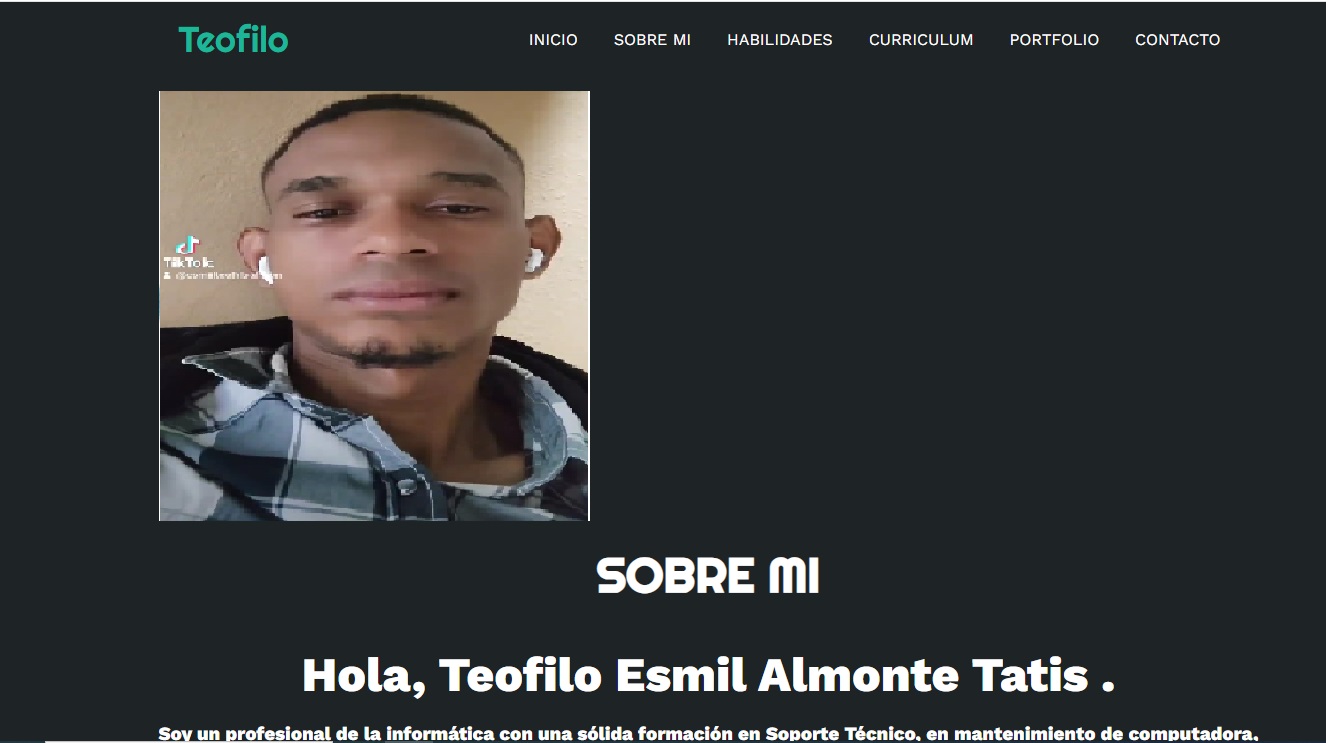 Teofilo
INICIO SOBRE MI HABILIDADES CURRICULUM PORTFOLIO CONTACTO
TikTok
SOBRE MI
Hola, Teofilo Esmil Almonte Tatis .
Soy un profesional de la informática con una sólida formación en Soporte Técnico, en mantenimiento de computadora,